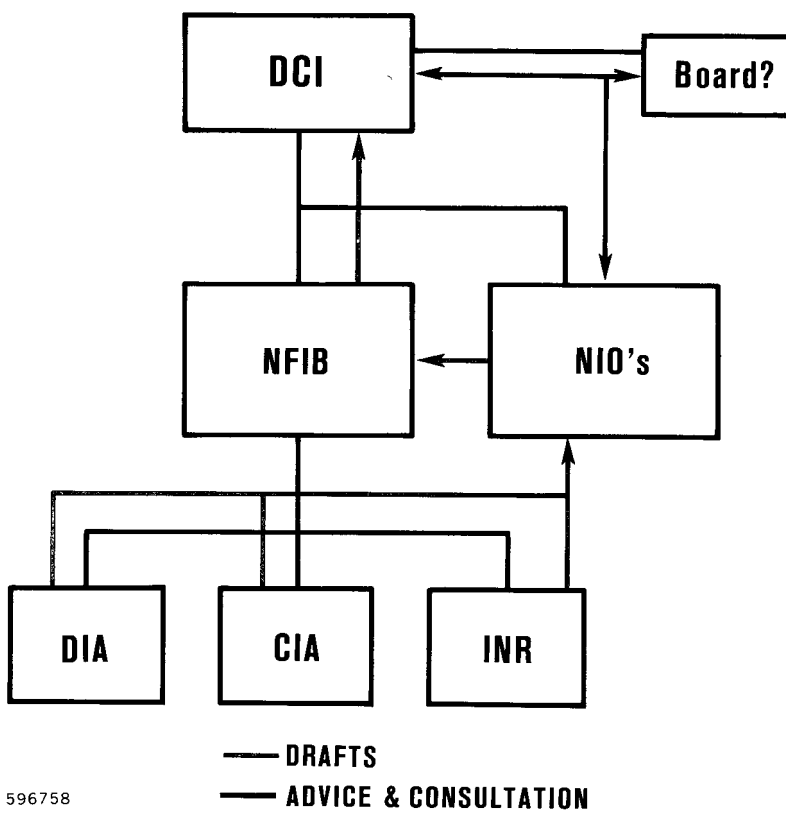 DCI
Board?
NFIB
NIO's
DIA
CIA
INR
DRAFTS
ADVICE & CONSULTATION
596758